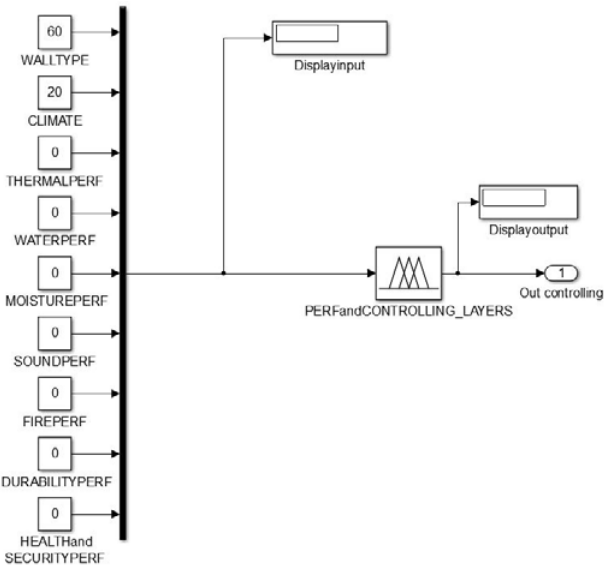 60
WALLTYPE
20
CLIMATE
0
THERMALPERF
0
WATERPERF
0
MOISTUREPERF
0
SOUNDPERF
0
FIREPERF
0
DURABILITYPERF
0
HEALTHand
SECURITYPERF
Displayinput
PERFandCONTROLLING_LAYERS
Displayoutput
1
Out controlling